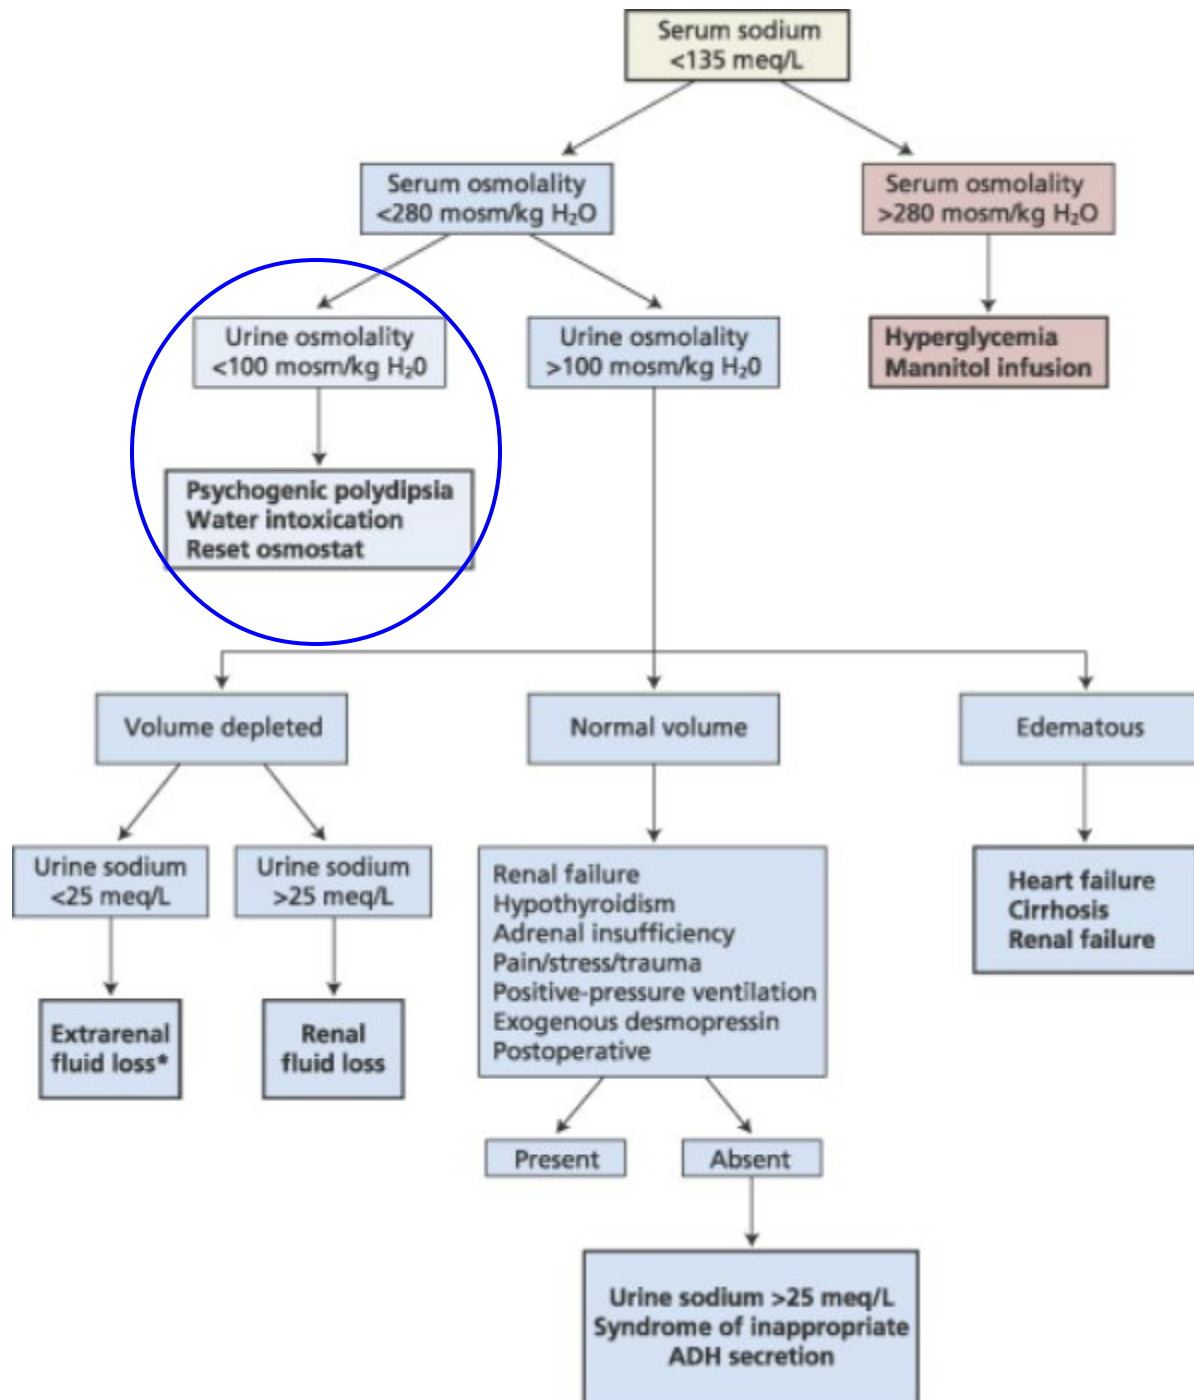 Serum sodium
<135 meq/L
Serum osmolality
<280 mosm/kg H₂O
Serum osmolality
>280 mosm/kg H₂O
Urine osmolality
<100 mosm/kg H₂0
Urine osmolality
>100 mosm/kg H₂0
Hyperglycemia
Mannitol infusion
Psychogenic polydipsia
Water intoxication
Reset osmostat
Volume depleted
Normal volume
Edematous
Urine sodium
<25 meq/L
Urine sodium
>25 meq/L
Renal failure
Hypothyroidism
Adrenal insufficiency
Pain/stress/trauma
Positive-pressure ventilation
Exogenous desmopressin
Postoperative
Heart failure
Cirrhosis
Renal failure
Extrarenal
fluid loss*
Renal
fluid loss
Present
Absent
Urine sodium >25 meq/L
Syndrome of inappropriate
ADH secretion